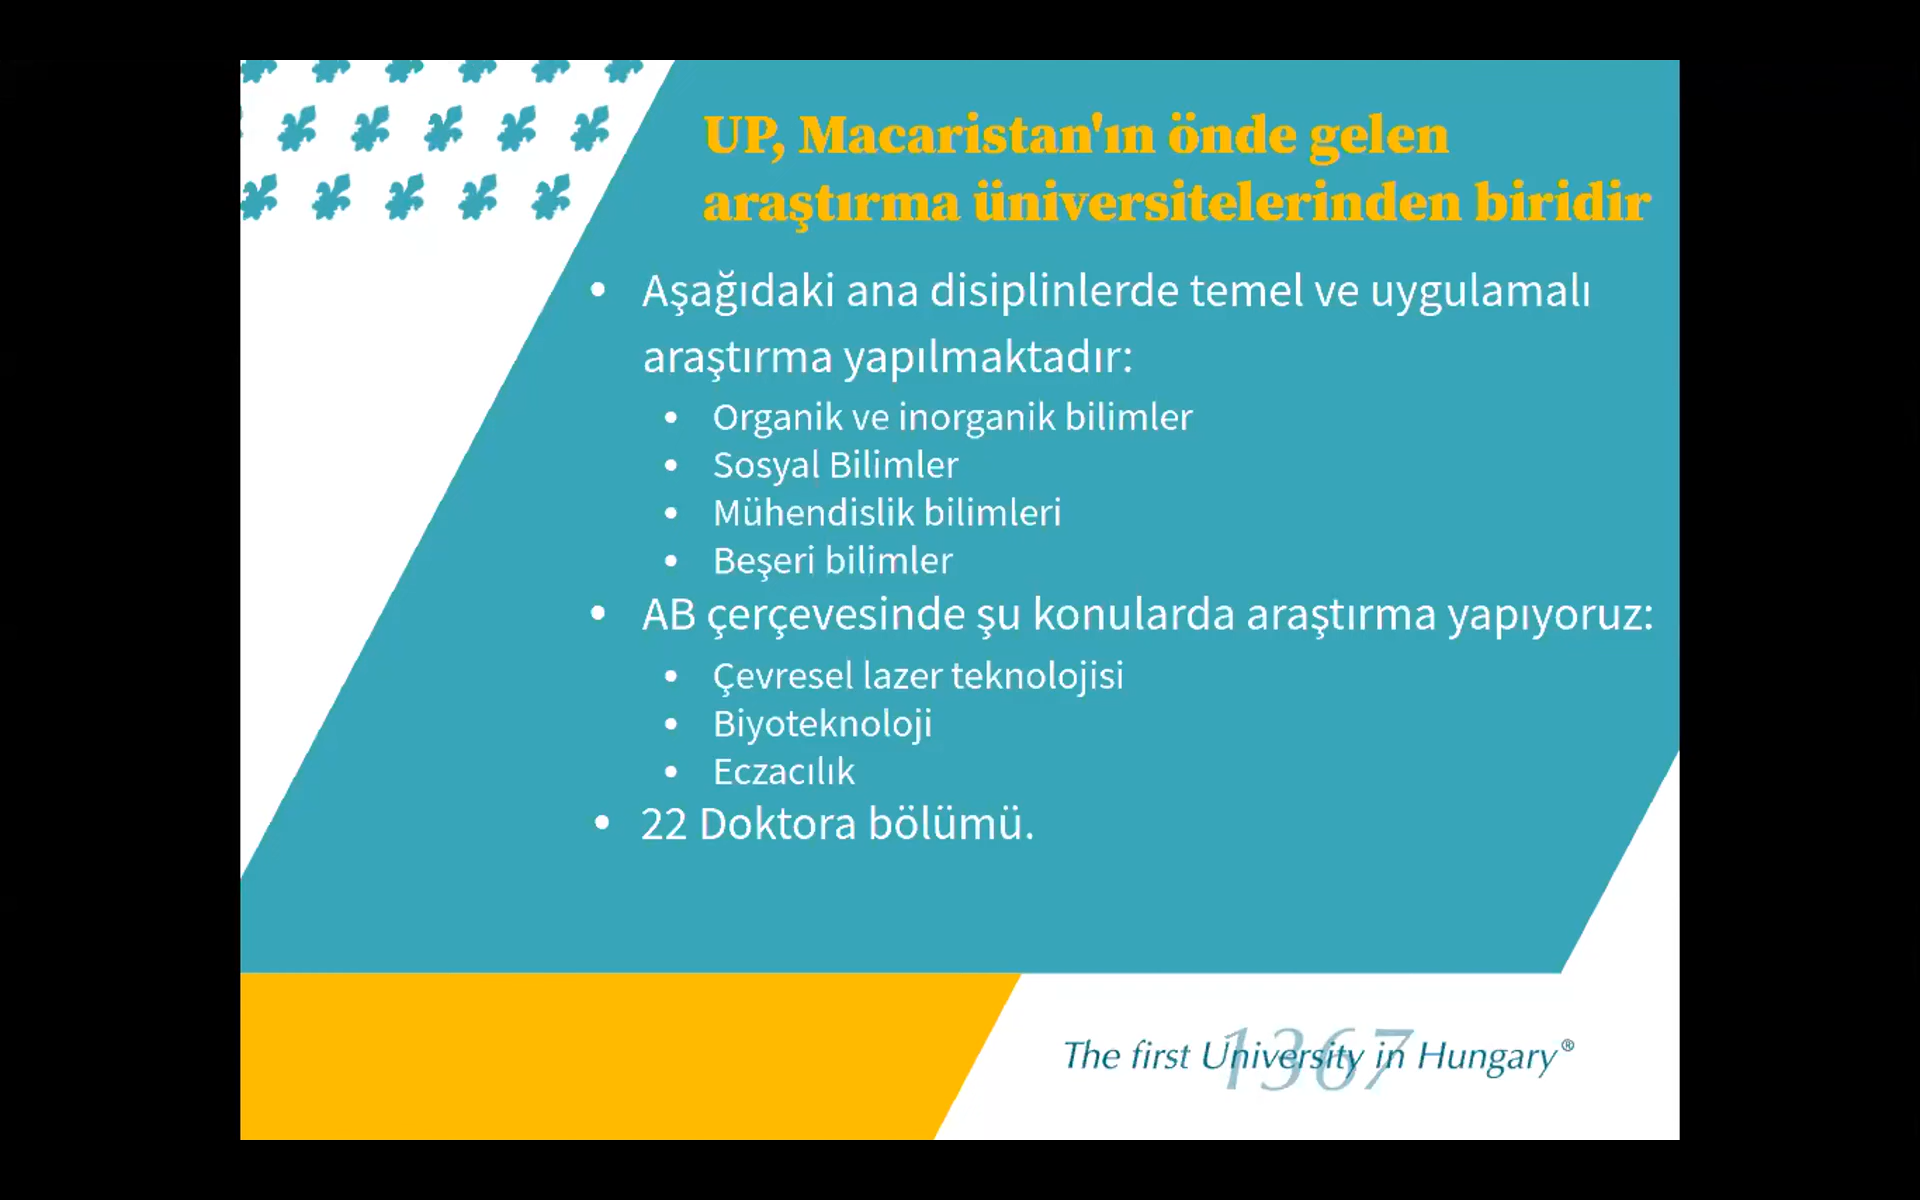 UP, Macaristan'ın önde gelen
araştırma üniversitelerinden biridir
• Aşağıdaki ana disiplinlerde temel ve uygulamalı
araştırma yapılmaktadır:
• Organik ve inorganik bilimler
• Sosyal Bilimler
• Mühendislik bilimleri
• Beşeri bilimler
• AB çerçevesinde şu konularda araştırma yapıyoruz:
• Çevresel lazer teknolojisi
• Biyoteknoloji
• Eczacılık
• 22 Doktora bölümü.
1367
The first University in Hungary®